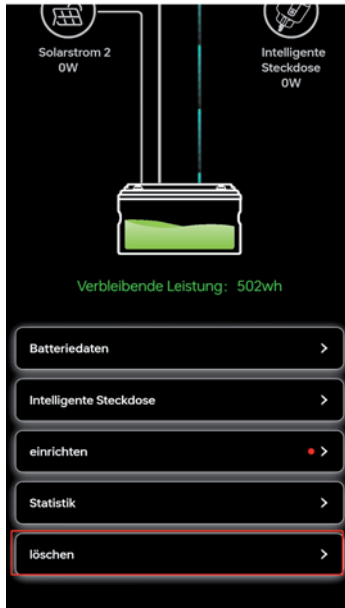 Solarstrom 2
0W
Intelligente
Steckdose
0W
Verbleibende Leistung: 502wh
Batteriedaten
Intelligente Steckdose
einrichten
Statistik
löschen